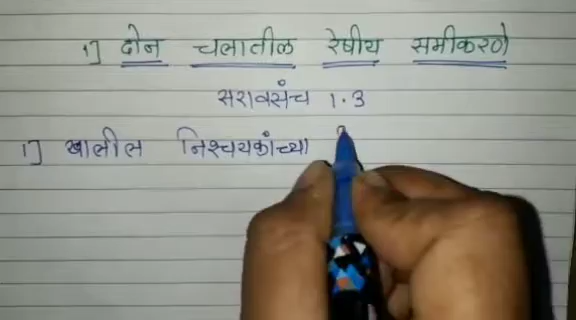 1] दोन चलातील रेषीय समीकरणे
सरावसंच 1.3
1] खालील निश्चयकांच्या